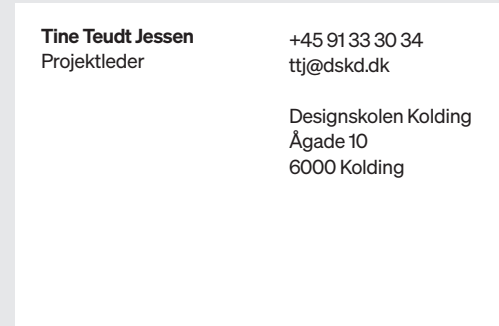 Tine Teudt Jessen
Projektleder
+45 91 33 30 34
ttj@dskd.dk
Designskolen Kolding
Ågade 10
6000 Kolding